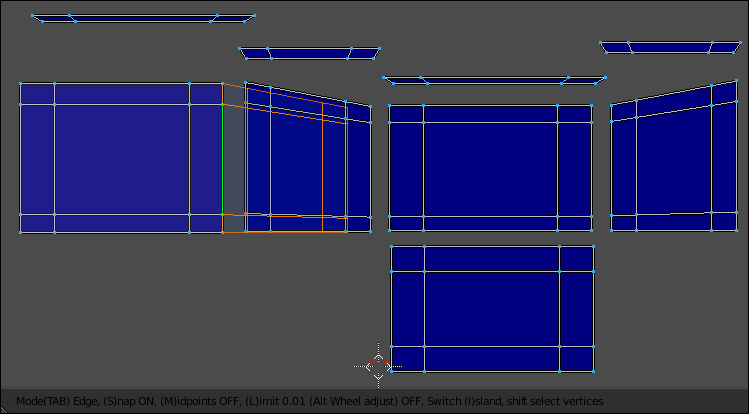 Mode(TAB) Edge, (S)nap ON, (M)idpoints OFF, (L)imit 0.01 (Alt Wheel adjust) OFF, Switch (I)sland, shift select vertices